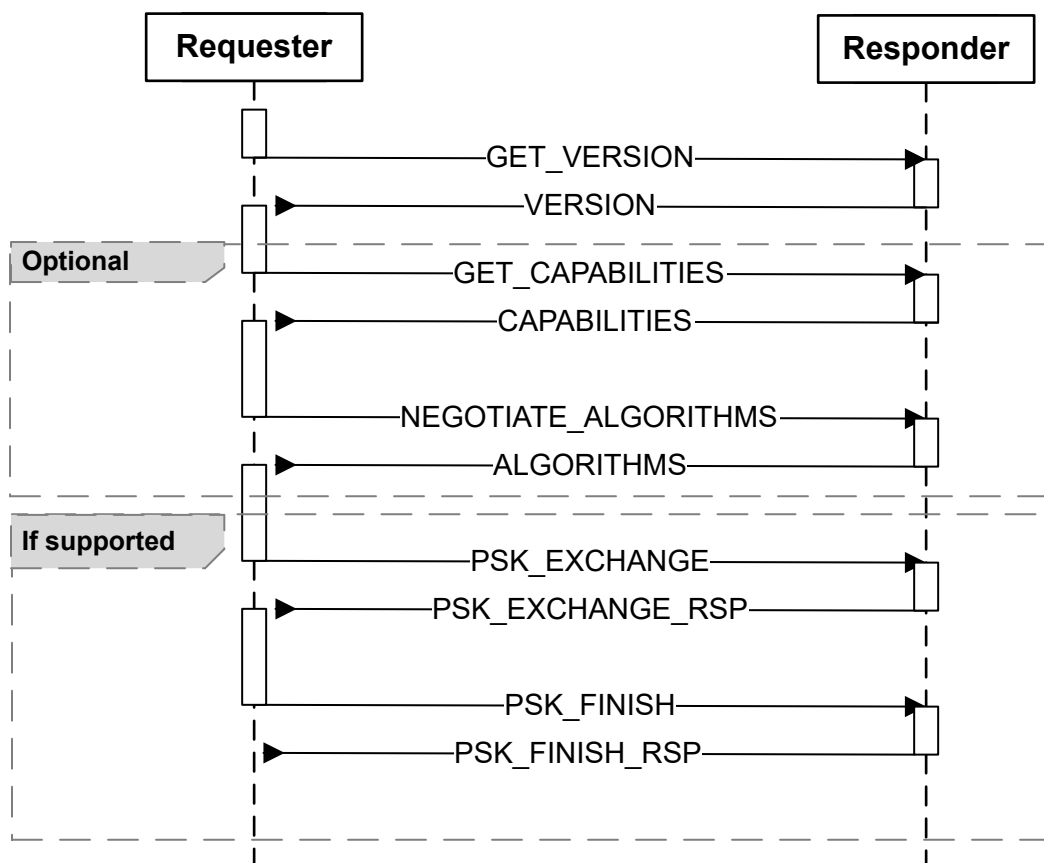 Requester
Responder
GET_VERSION
VERSION
Optional
GET_CAPABILITIES
CAPABILITIES
NEGOTIATE_ALGORITHMS
ALGORITHMS
If supported
PSK_EXCHANGE
PSK_EXCHANGE_RSP
PSK_FINISH
PSK_FINISH_RSP